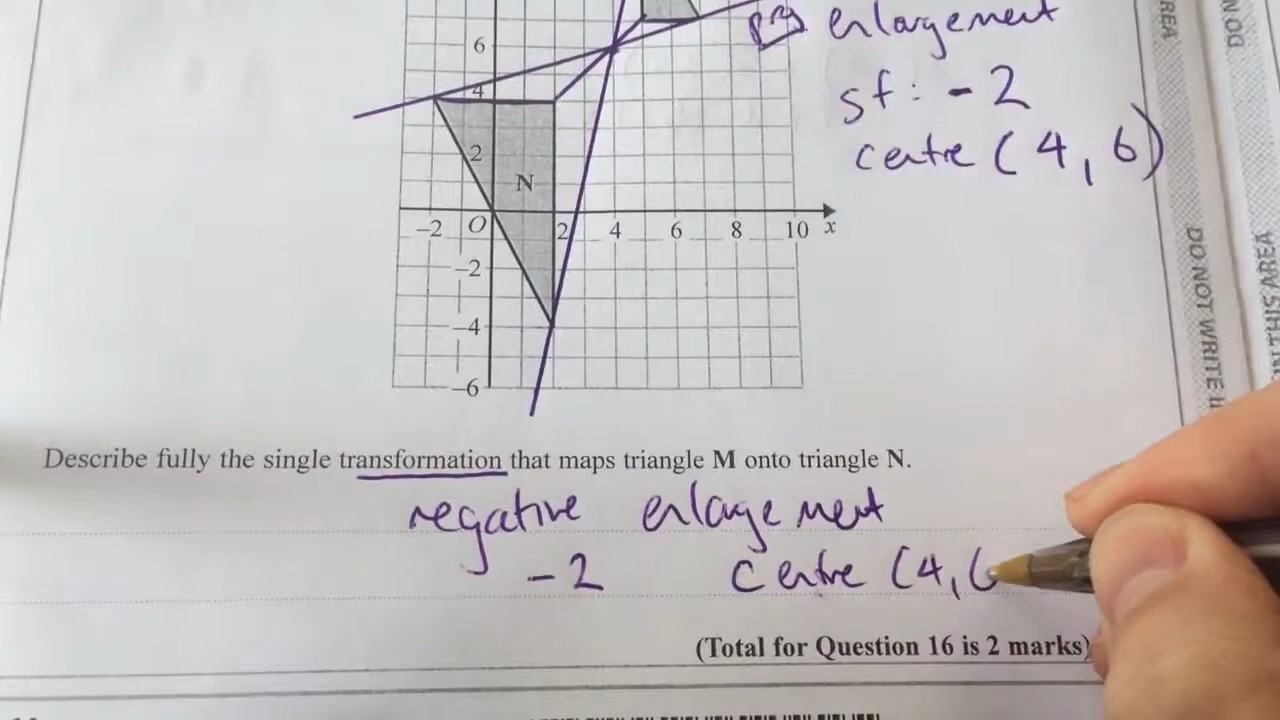 enlargement
6
sf: -2
4
centre (4, 6)
2
N
-2 O 2 4 6 8 10 x
-2
-4
-6
Describe fully the single transformation that maps triangle M onto triangle N.
negative enlargement
-2 centre (4, 6
(Total for Question 16 is 2 marks)
AREA
DO NOT WRITE I
N THIS AREA